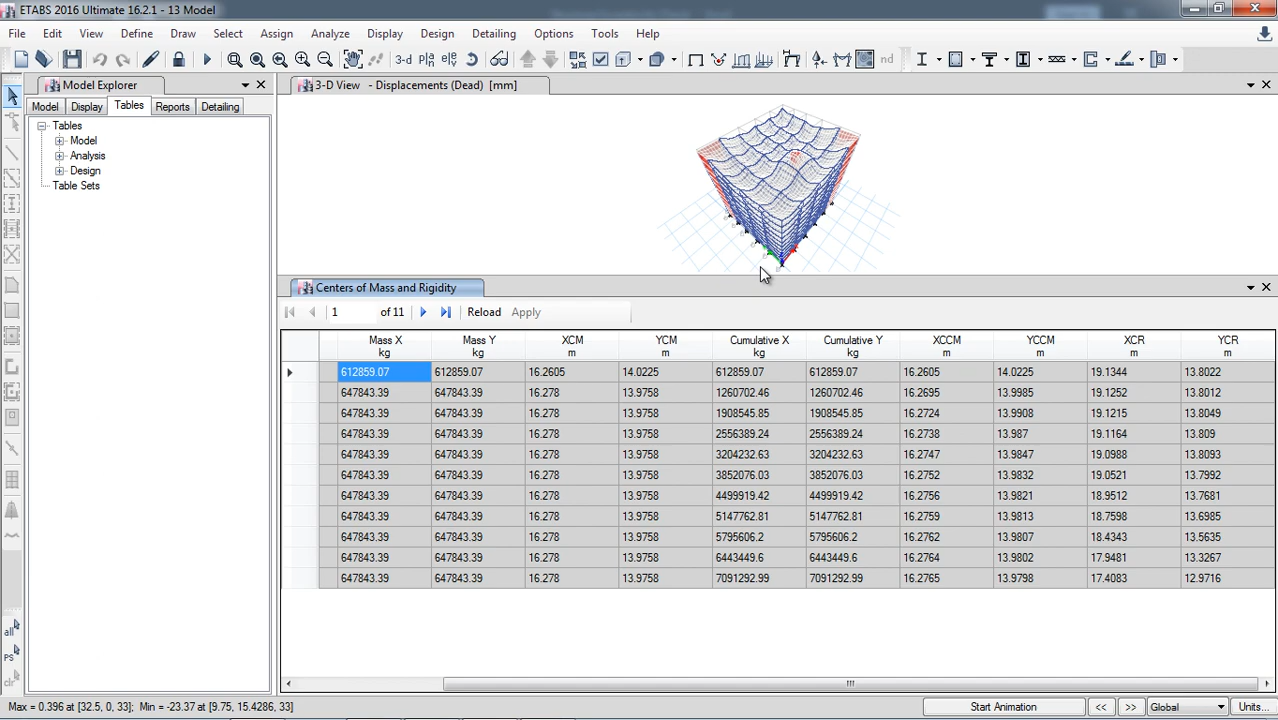 ETABS 2016 Ultimate 16.2.1 - 13 Model
File Edit View Define Draw Select Assign Analyze Display Design Detailing Options Tools Help
3-d plą elę nd
Model Explorer
3-D View - Displacements (Dead) [mm]
Model Display Tables Reports Detailing
Tables
Model
Analysis
Design
Table Sets
all
PS
clr
Centers of Mass and Rigidity
1 of 11 Reload Apply
Mass X Mass Y XCM YCM Cumulative X Cumulative Y XCCM YCCM XCR YCR
kg kg m m kg kg m m m m
612859.07 612859.07 16.2605 14.0225 612859.07 612859.07 16.2605 14.0225 19.1344 13.8022
647843.39 647843.39 16.278 13.9758 1260702.46 1260702.46 16.2695 13.9985 19.1252 13.8012
647843.39 647843.39 16.278 13.9758 1908545.85 1908545.85 16.2724 13.9908 19.1215 13.8049
647843.39 647843.39 16.278 13.9758 2556389.24 2556389.24 16.2738 13.987 19.1164 13.809
647843.39 647843.39 16.278 13.9758 3204232.63 3204232.63 16.2747 13.9847 19.0988 13.8093
647843.39 647843.39 16.278 13.9758 3852076.03 3852076.03 16.2752 13.9832 19.0521 13.7992
647843.39 647843.39 16.278 13.9758 4499919.42 4499919.42 16.2756 13.9821 18.9512 13.7681
647843.39 647843.39 16.278 13.9758 5147762.81 5147762.81 16.2759 13.9813 18.7598 13.6985
647843.39 647843.39 16.278 13.9758 5795606.2 5795606.2 16.2762 13.9807 18.4343 13.5635
647843.39 647843.39 16.278 13.9758 6443449.6 6443449.6 16.2764 13.9802 17.9481 13.3267
647843.39 647843.39 16.278 13.9758 7091292.99 7091292.99 16.2765 13.9798 17.4083 12.9716
Max = 0.396 at [32.5, 0, 33]; Min = -23.37 at [9.75, 15.4286, 33] Start Animation << >> Global Units...